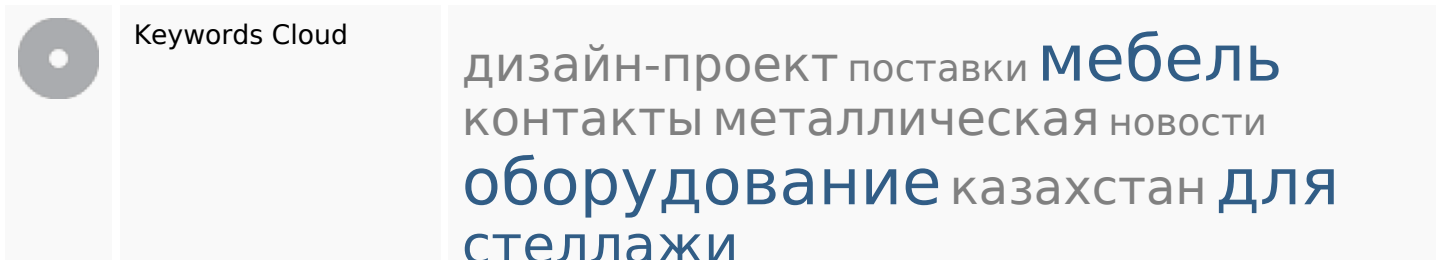 Keywords Cloud
дизайн-проект поставки мебель
контакты металлическая новости
оборудование казахстан для
стеллажи